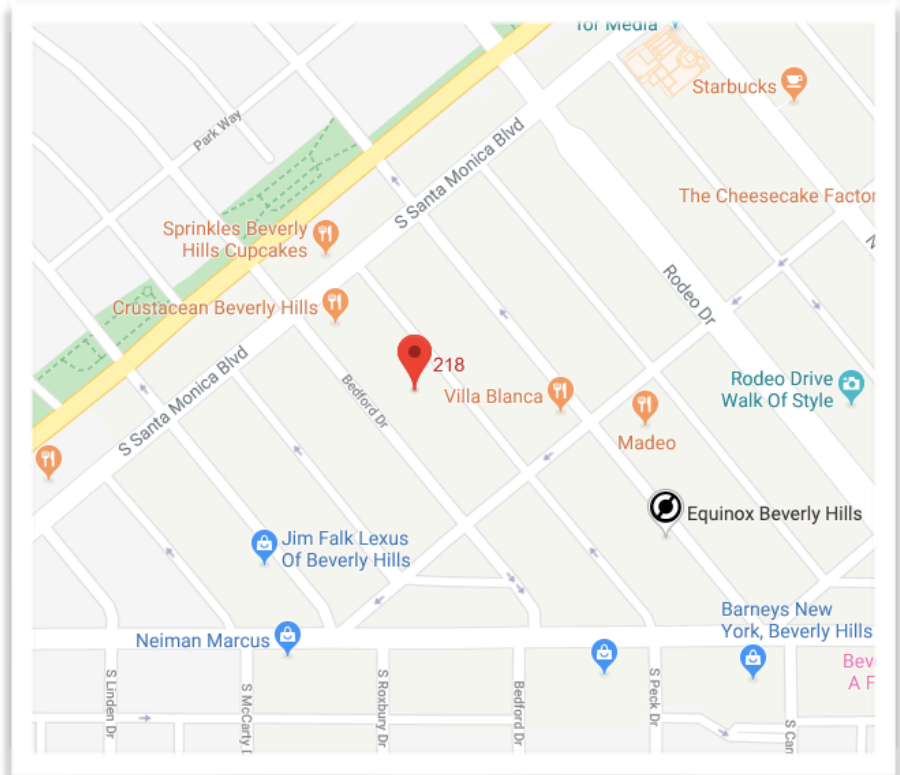 for Media
Starbucks
Park Way
S Santa Monica Blvd
The Cheesecake Factor
Sprinkles Beverly
Hills Cupcakes
Rodeo Dr
N
Crustacean Beverly Hills
218
S Santa Monica Blvd
Bedford Dr
Villa Blanca
Rodeo Drive
Walk Of Style
Madeo
Equinox Beverly Hills
Jim Falk Lexus
Of Beverly Hills
Barneys New
York, Beverly Hills
Neiman Marcus
Beve
A F
S Linden Dr
S McCarty D
S Roxbury Dr
Bedford Dr
S Peck Dr
S Can